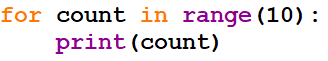 for count in range(10):
    print(count)